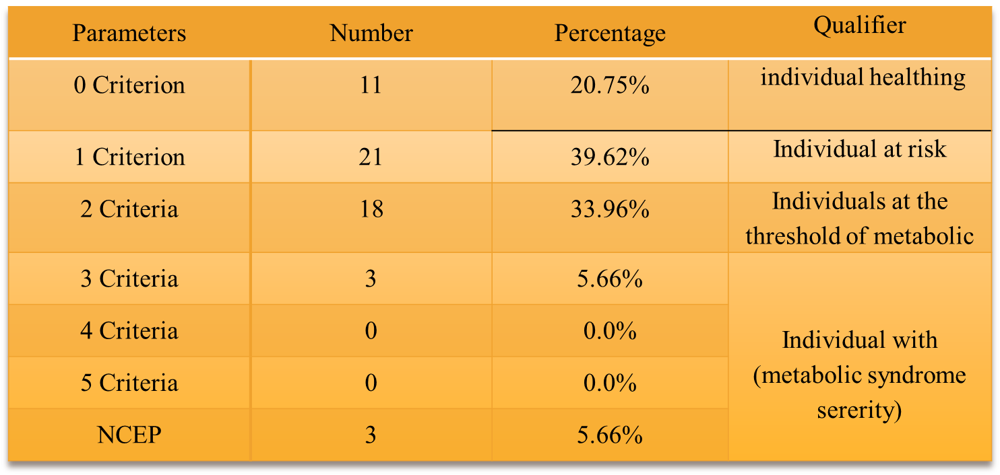 Parameters Number Percentage Qualifier
0 Criterion 11 20.75% individual healthing
1 Criterion 21 39.62% Individual at risk
2 Criteria 18 33.96% Individuals at the
threshold of metabolic
3 Criteria 3 5.66%
4 Criteria 0 0.0%
5 Criteria 0 0.0%
NCEP 3 5.66%
Individual with
(metabolic syndrome
sererity)